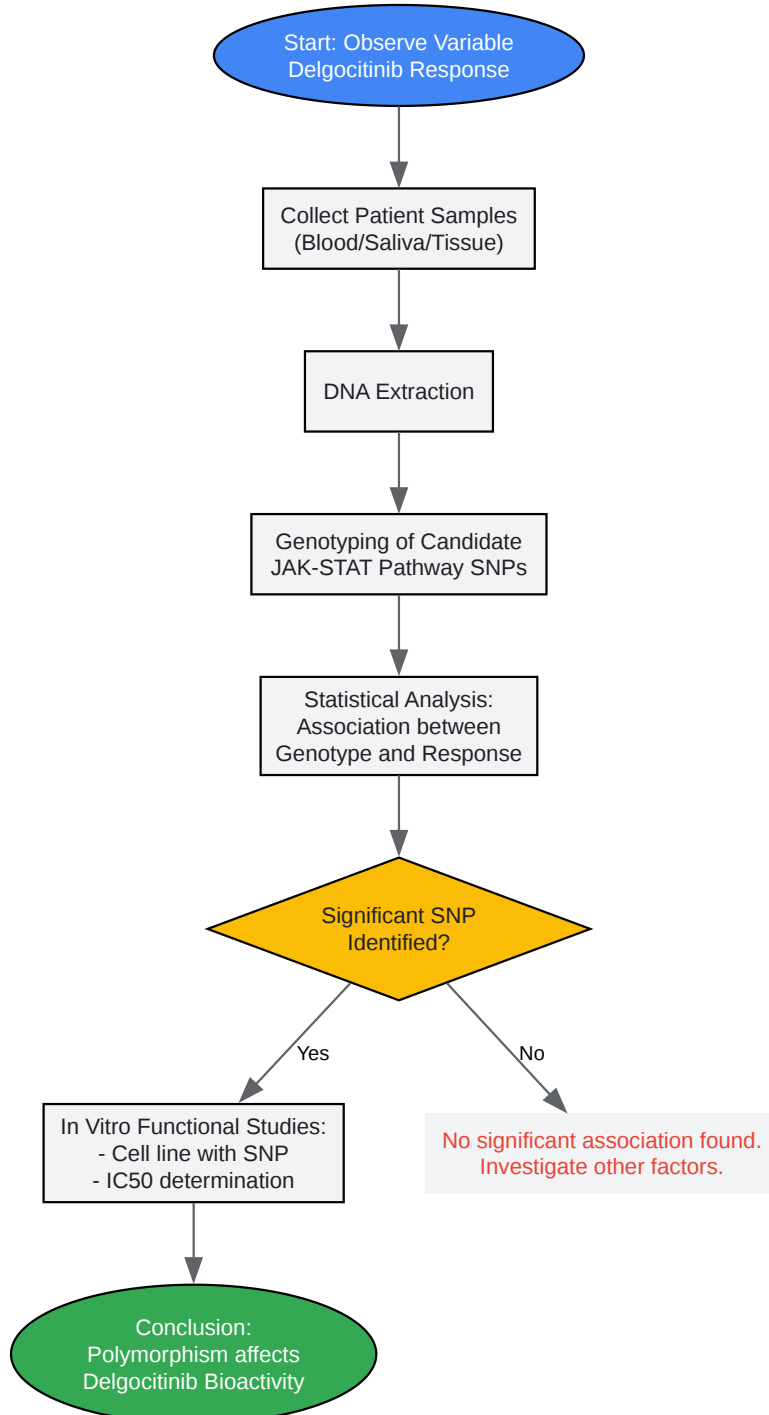 Start: Observe Variable
Delgocitinib Response
Collect Patient Samples
(Blood/Saliva/Tissue)
DNA Extraction
Genotyping of Candidate
JAK-STAT Pathway SNPs
Statistical Analysis:
Association between
Genotype and Response
Significant SNP
Identified?
Yes
No
In Vitro Functional Studies:
- Cell line with SNP
- IC50 determination
No significant association found.
Investigate other factors.
Conclusion:
Polymorphism affects
Delgocitinib Bioactivity